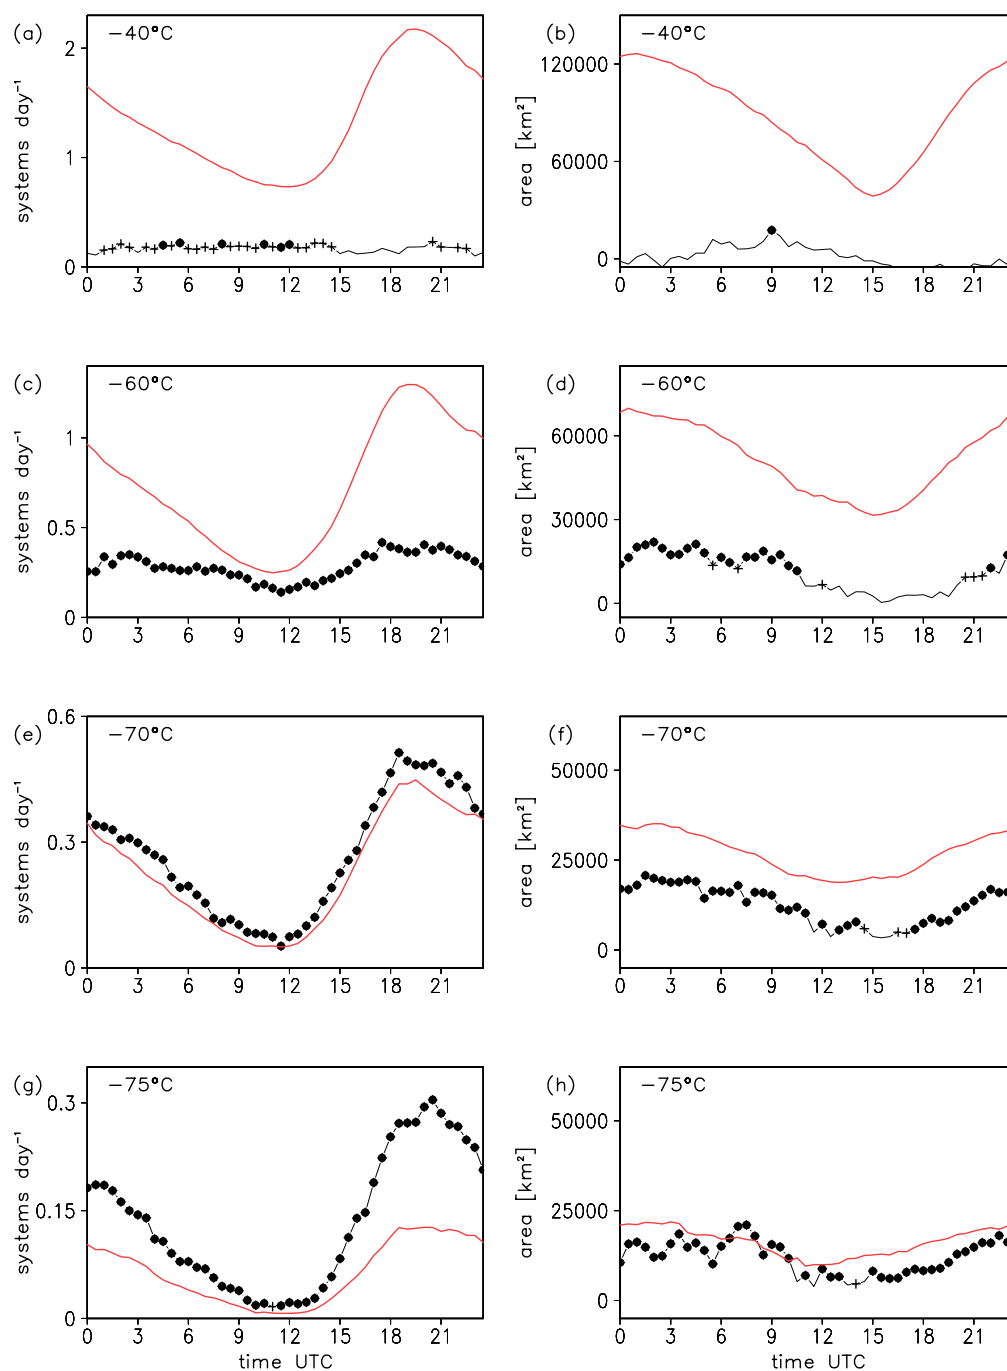 (a) −40°C
systems day⁻¹
2
1
0
0 3 6 9 12 15 18 21
(b) −40°C
area [km²]
120000
60000
0
0 3 6 9 12 15 18 21
(c) −60°C
systems day⁻¹
1
0.5
0
0 3 6 9 12 15 18 21
(d) −60°C
area [km²]
60000
30000
0
0 3 6 9 12 15 18 21
(e) −70°C
systems day⁻¹
0.6
0.3
0
0 3 6 9 12 15 18 21
(f) −70°C
area [km²]
50000
25000
0
0 3 6 9 12 15 18 21
(g) −75°C
systems day⁻¹
0.3
0.15
0
0 3 6 9 12 15 18 21
time UTC
(h) −75°C
area [km²]
50000
25000
0
0 3 6 9 12 15 18 21
time UTC